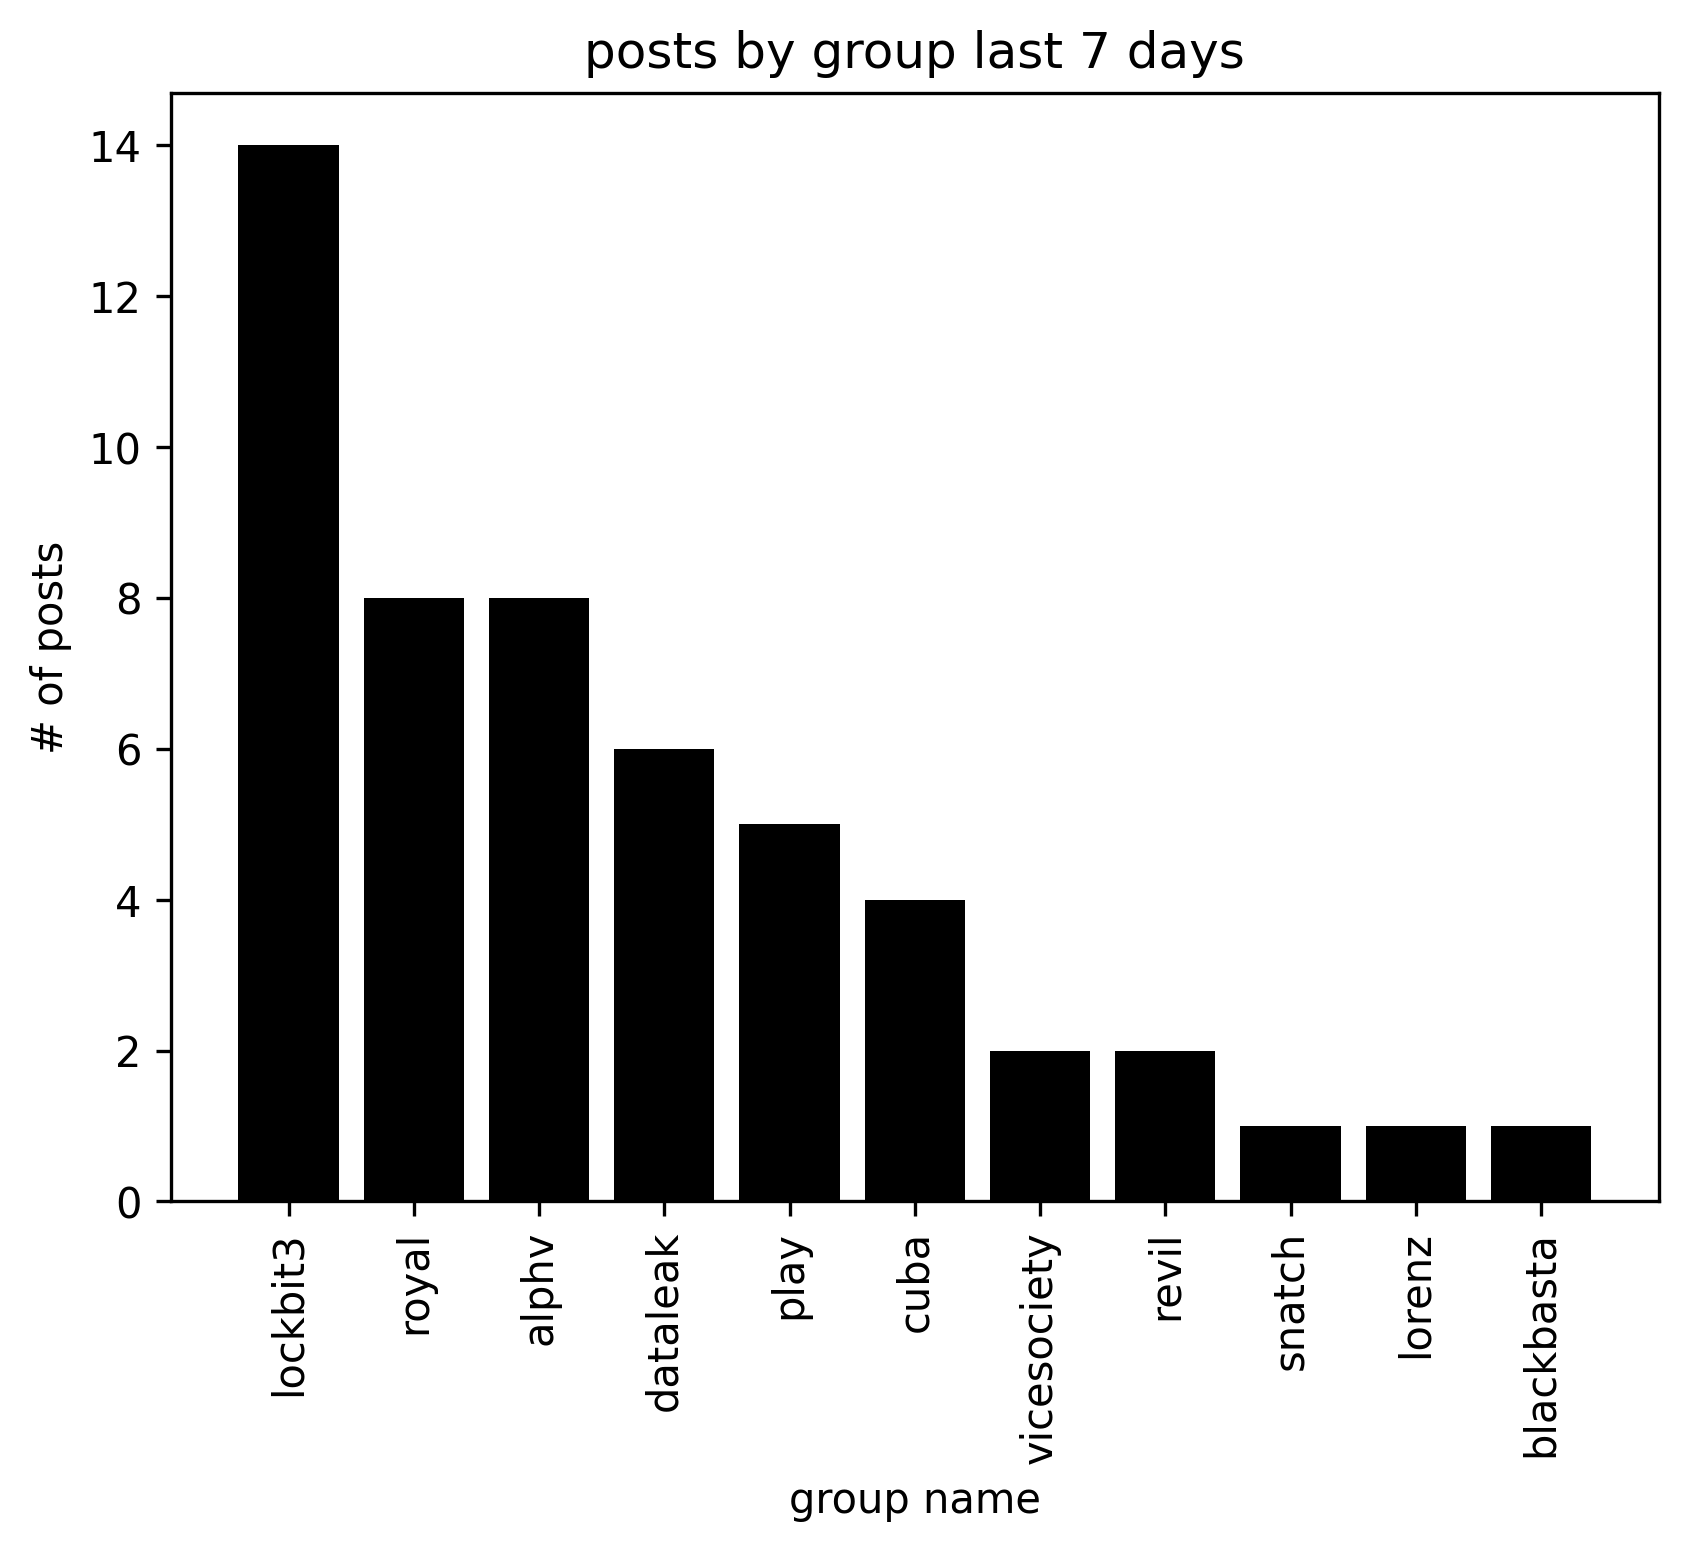 posts by group last 7 days
14
12
10
8
6
4
2
0
# of posts
lockbit3
royal
alphv
dataleak
play
cuba
vicesociety
revil
snatch
lorenz
blackbasta
group name